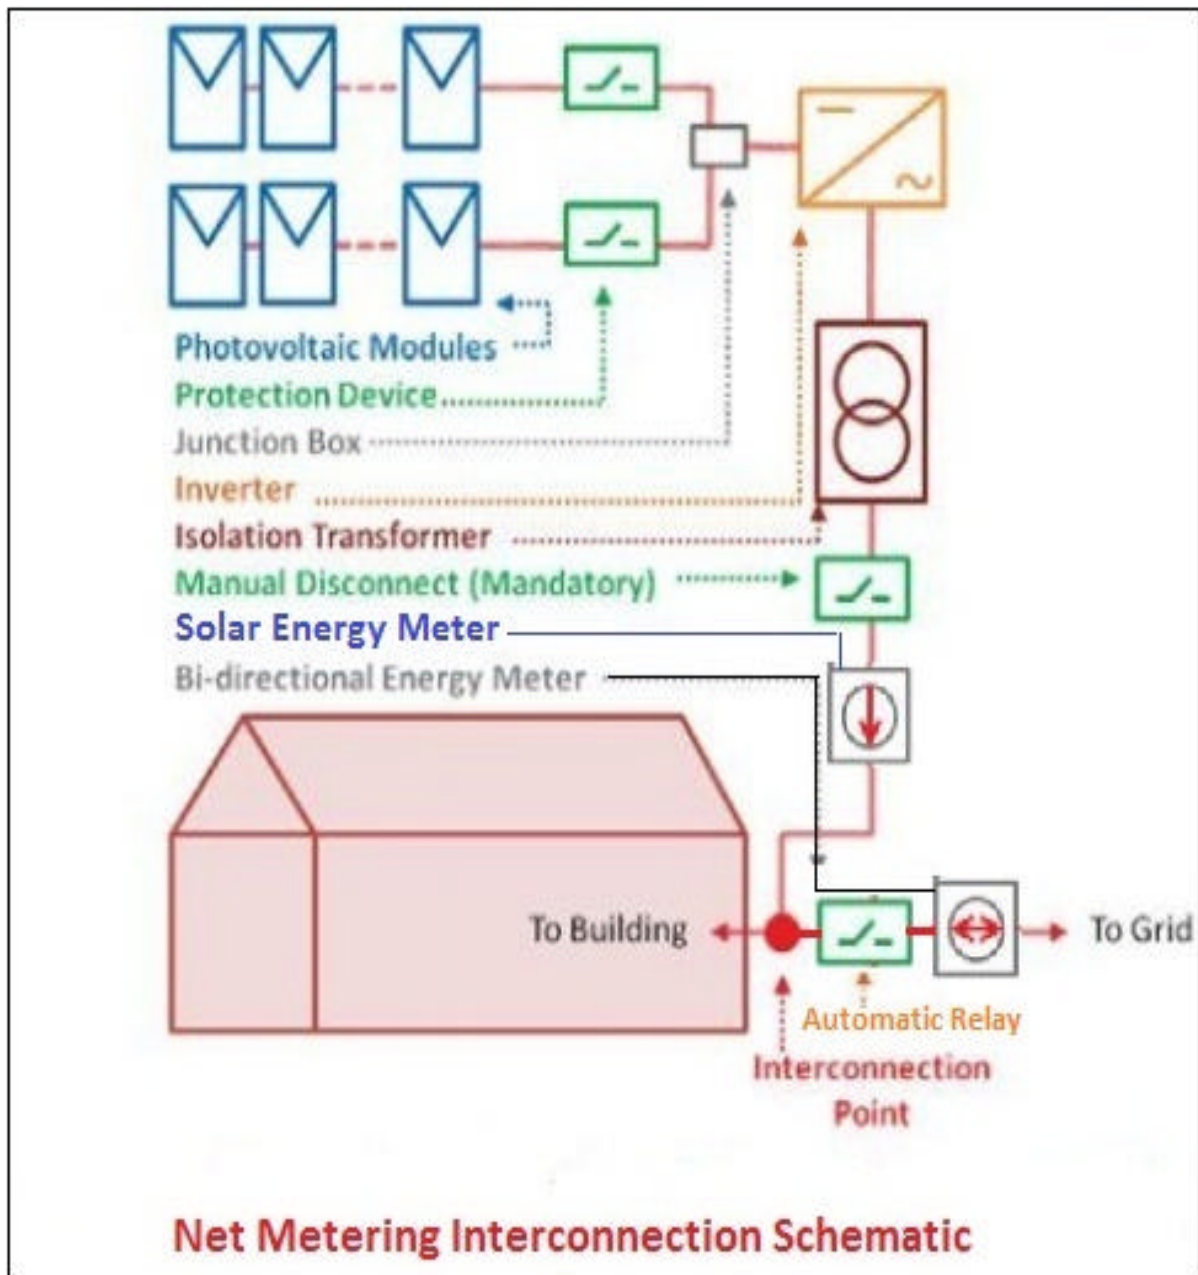 Photovoltaic Modules
Protection Device
Junction Box
Inverter
Isolation Transformer
Manual Disconnect (Mandatory)
Solar Energy Meter
Bi-directional Energy Meter
To Building
To Grid
Automatic Relay
Interconnection
Point
Net Metering Interconnection Schematic